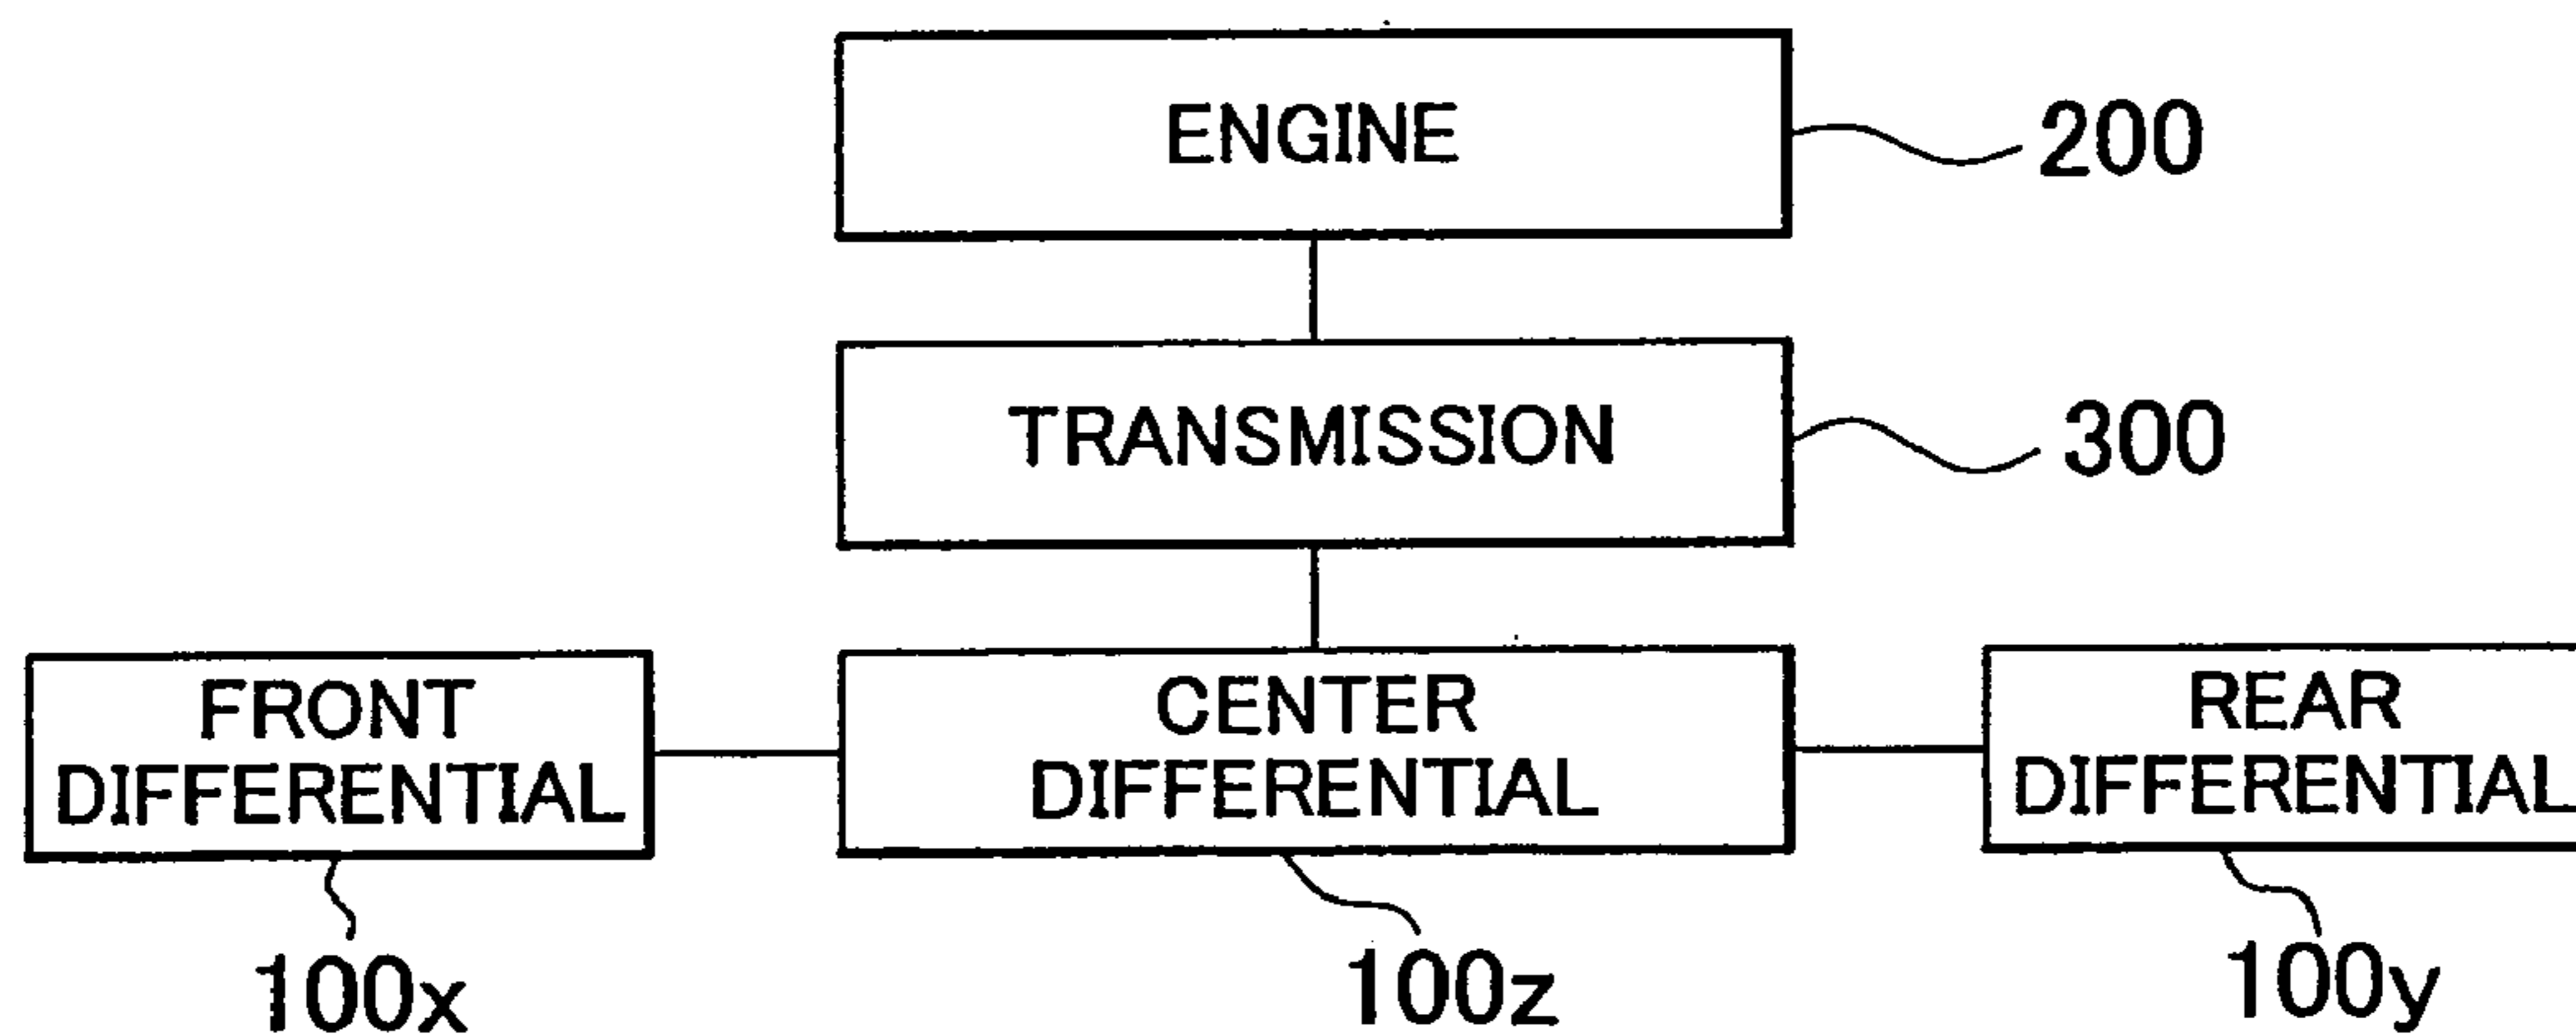 ENGINE
200
TRANSMISSION
300
FRONT
DIFFERENTIAL
CENTER
DIFFERENTIAL
REAR
DIFFERENTIAL
100x
100z
100y